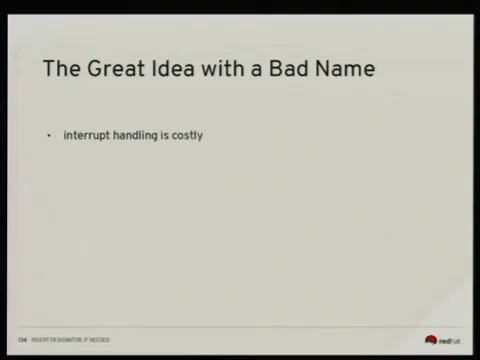 The Great Idea with a Bad Name
• interrupt handling is costly
134 INSERT DESIGNATOR, IF NEEDED
redhat